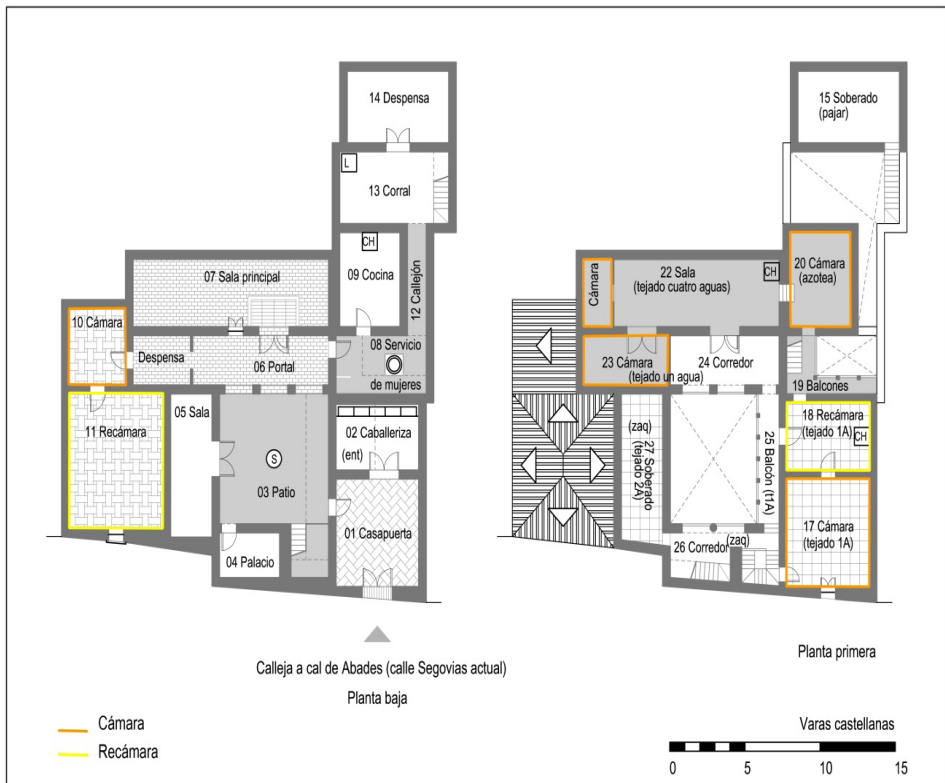 14 Despensa
L
13 Corral
CH
09 Cocina
12 Callejón
07 Sala principal
10 Cámara
Despensa
06 Portal
08 Servicio
de mujeres
11 Recámara
05 Sala
S
03 Patio
02 Caballeriza
(ent)
01 Casapuerta
04 Palacio
Calleja a cal de Abades (calle Segovias actual)
Planta baja
15 Soberado
(pajar)
Cámara
22 Sala
(tejado cuatro aguas)
CH
20 Cámara
(azotea)
23 Cámara
(tejado un agua)
24 Corredor
19 Balcones
27 Soberado
(tejado 2A)
(zaq)
25 Balcoón (t1A)
18 Recámara
(tejado 1A)
CH
17 Cámara
(tejado 1A)
26 Corredor
(zaq)
Planta primera
Cámara
Recámara
Varas castellanas
0 5 10 15